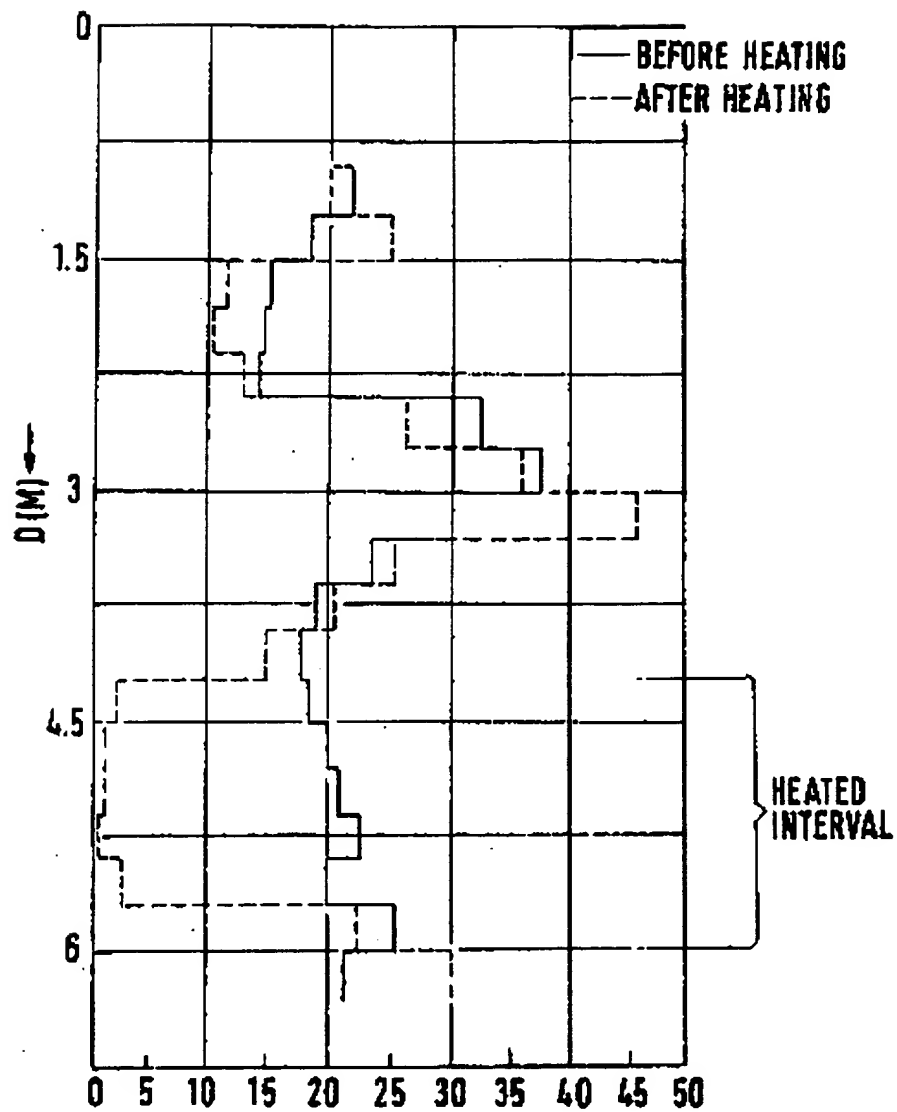 0
BEFORE HEATING
AFTER HEATING
1.5
D (M)
3
4.5
HEATED
INTERVAL
6
0 5 10 15 20 25 30 35 40 45 50